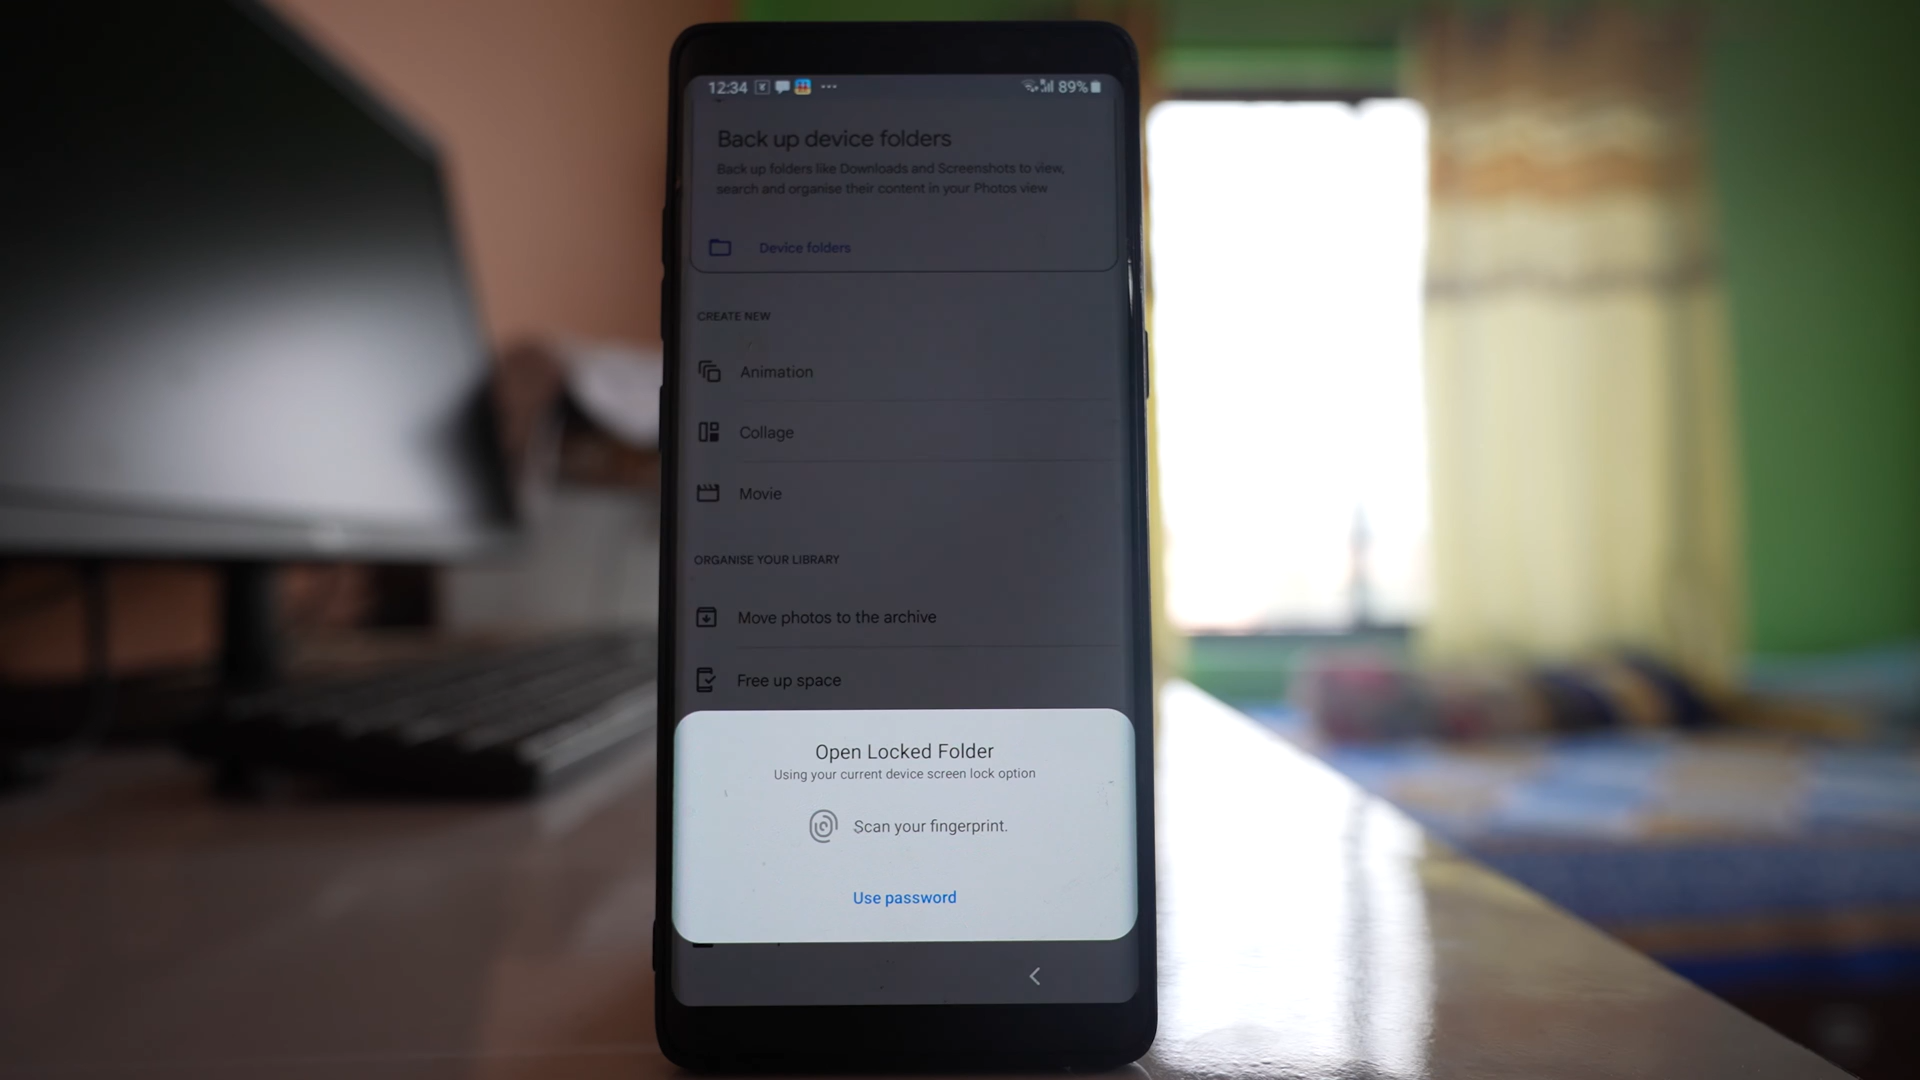 12:34
89%
Back up device folders
Back up folders like Downloads and Screenshots to view,
search and organise their content in your Photos view
Device folders
CREATE NEW
Animation
Collage
Movie
ORGANISE YOUR LIBRARY
Move photos to the archive
Free up space
Open Locked Folder
Using your current device screen lock option
Scan your fingerprint.
Use password